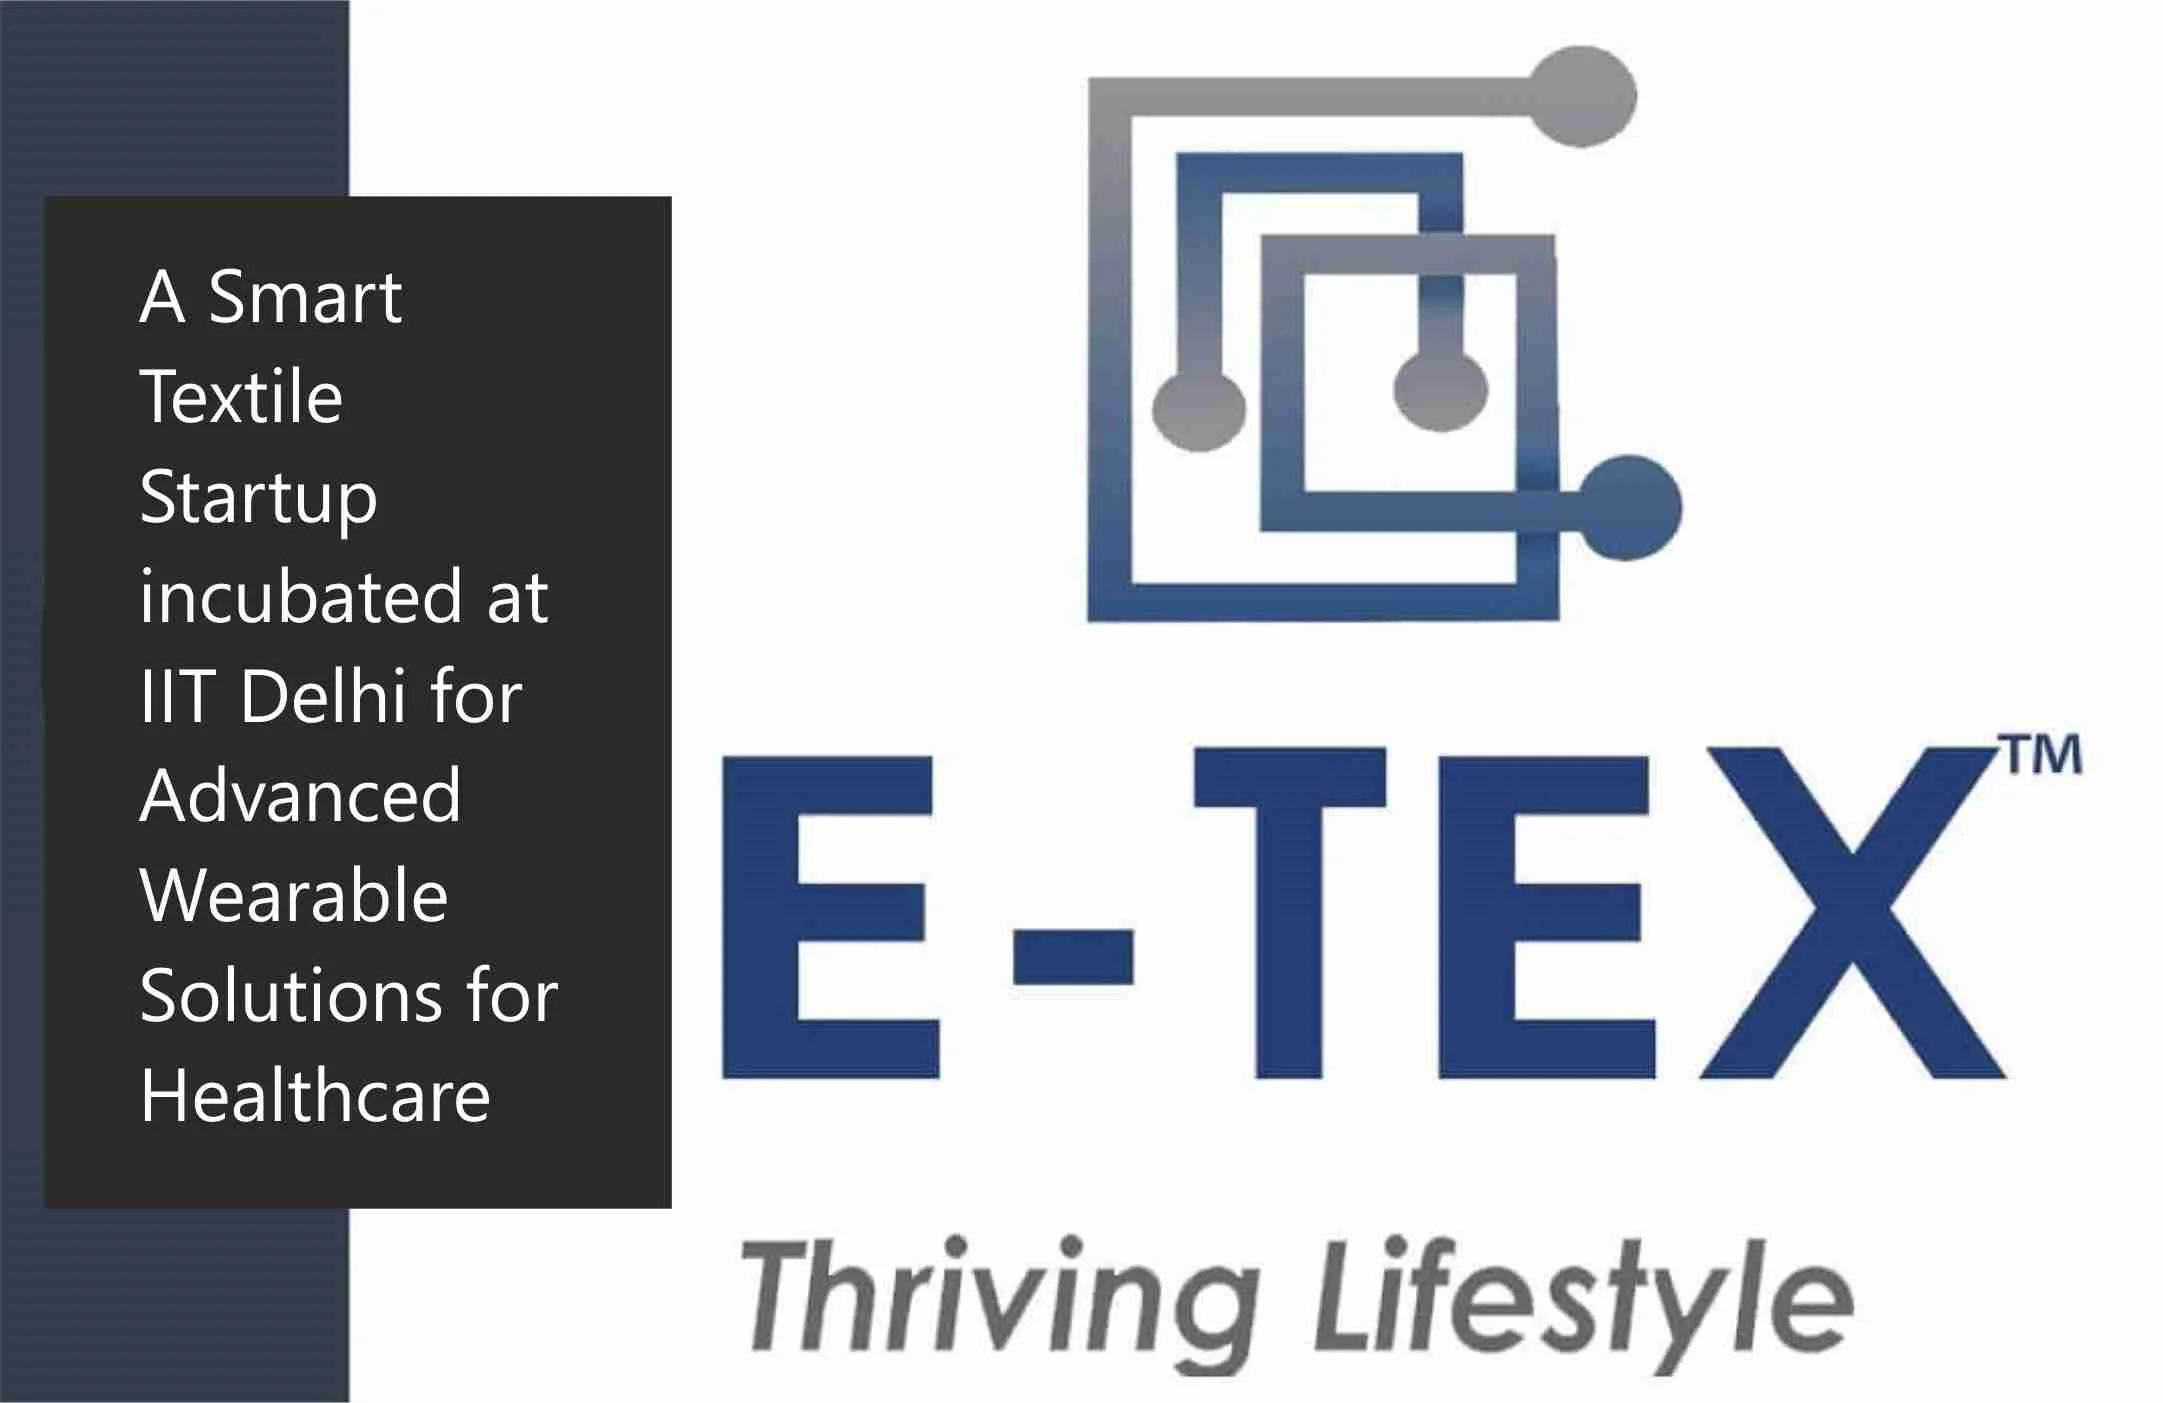 A Smart
Textile
Startup
incubated at
IIT Delhi for
Advanced
Wearable
Solutions for
Healthcare
E-TEX™
Thriving Lifestyle